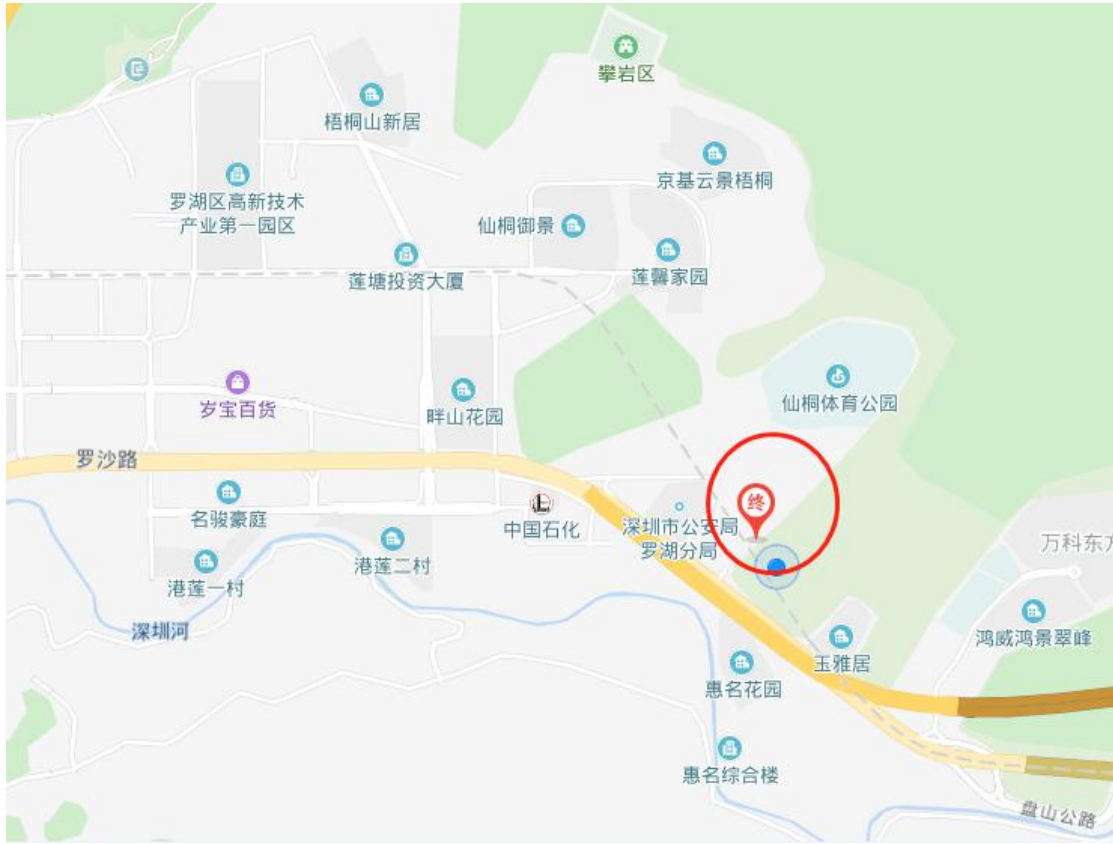 攀岩区
梧桐山新居
京基云景梧桐
罗湖区高新技术
产业第一园区
仙桐御景
莲馨家园
莲塘投资大厦
岁宝百货
畔山花园
仙桐体育公园
罗沙路
终
名骏豪庭
中国石化
深圳市公安局
罗湖分局
万科东方
港莲一村
港莲二村
深圳河
鸿威鸿景翠峰
玉雅居
惠名花园
惠名综合楼
盘山公路